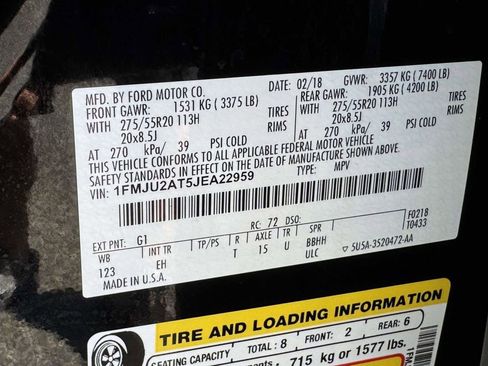 MFD. BY FORD MOTOR CO. 02/18 GVWR: 3357 KG (7400 LB)
FRONT GAWR: 1531 KG (3375 LB) REAR GAWR: 1905 KG (4200 LB)
WITH 275/55R20 113H TIRES WITH 275/55R20 113H TIRES
20x8.5J 20x8.5J
AT 270 kPa/ 39 PSI COLD AT 270 kPa/ 39 PSI COLD
THIS VEHICLE CONFORMS TO ALL APPLICABLE FEDERAL MOTOR VEHICLE
SAFETY STANDARDS IN EFFECT ON THE DATE OF MANUFACTURE SHOWN ABOVE.
VIN: 1FMJU2AT5JEA22959 TYPE: MPV
EXT PNT: G1 RC: 72 DSO: F0218
WB INT TR TP/PS R AXLE TR SPR T0433
123 EH T 15 U BBHH
MADE IN U.S.A. ULC 5U5A-3520472-AA
TIRE AND LOADING INFORMATION
SEATING CAPACITY TOTAL: 8 FRONT: 2 REAR: 6
715 kg or 1577 lbs.